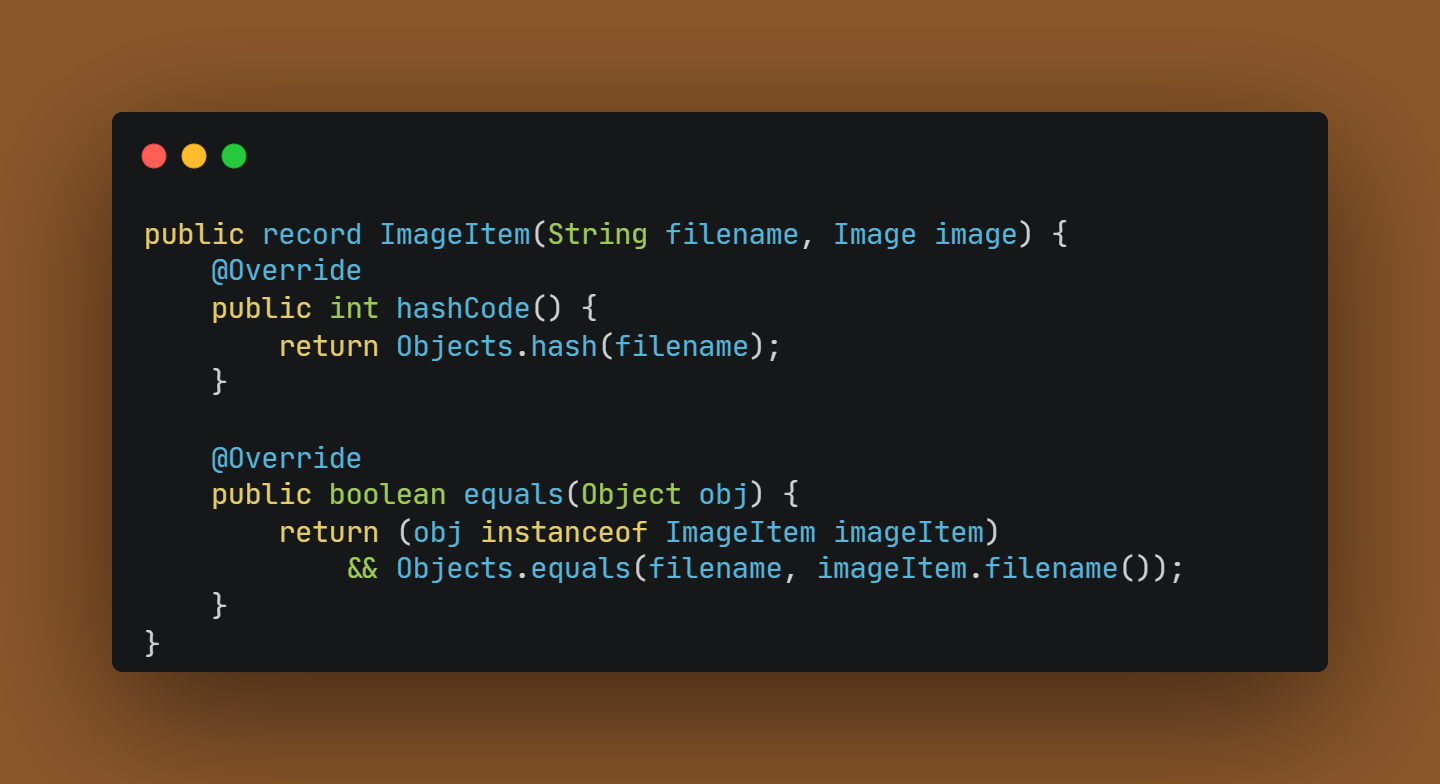 public record ImageItem(String filename, Image image) {
    @Override
    public int hashCode() {
        return Objects.hash(filename);
    }

    @Override
    public boolean equals(Object obj) {
        return (obj instanceof ImageItem imageItem)
            && Objects.equals(filename, imageItem.filename());
    }
}